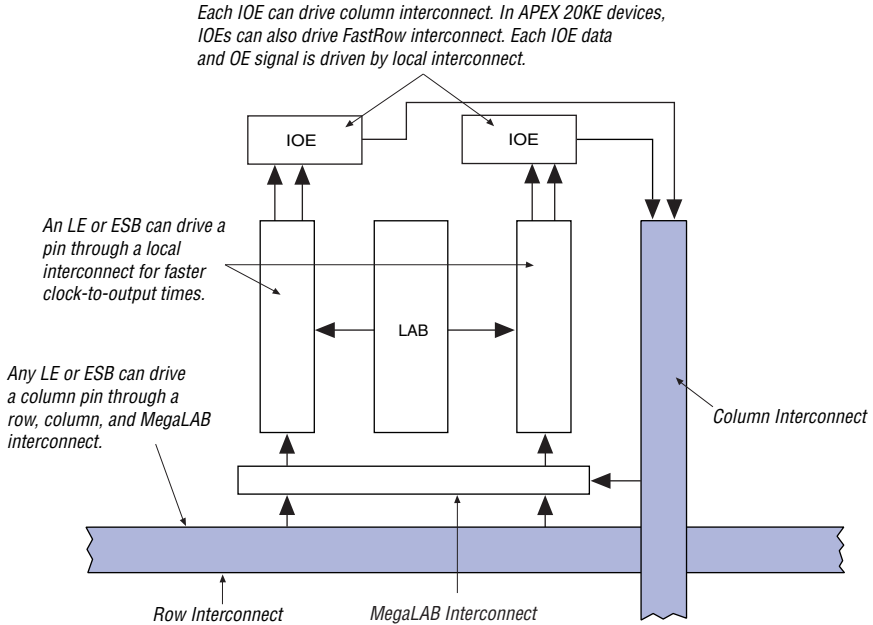 Each IOE can drive column interconnect. In APEX 20KE devices,
IOEs can also drive FastRow interconnect. Each IOE data
and OE signal is driven by local interconnect.
IOE
IOE
An LE or ESB can drive a
pin through a local
interconnect for faster
clock-to-output times.
LAB
Any LE or ESB can drive
a column pin through a
row, column, and MegaLAB
interconnect.
Column Interconnect
Row Interconnect
MegaLAB Interconnect